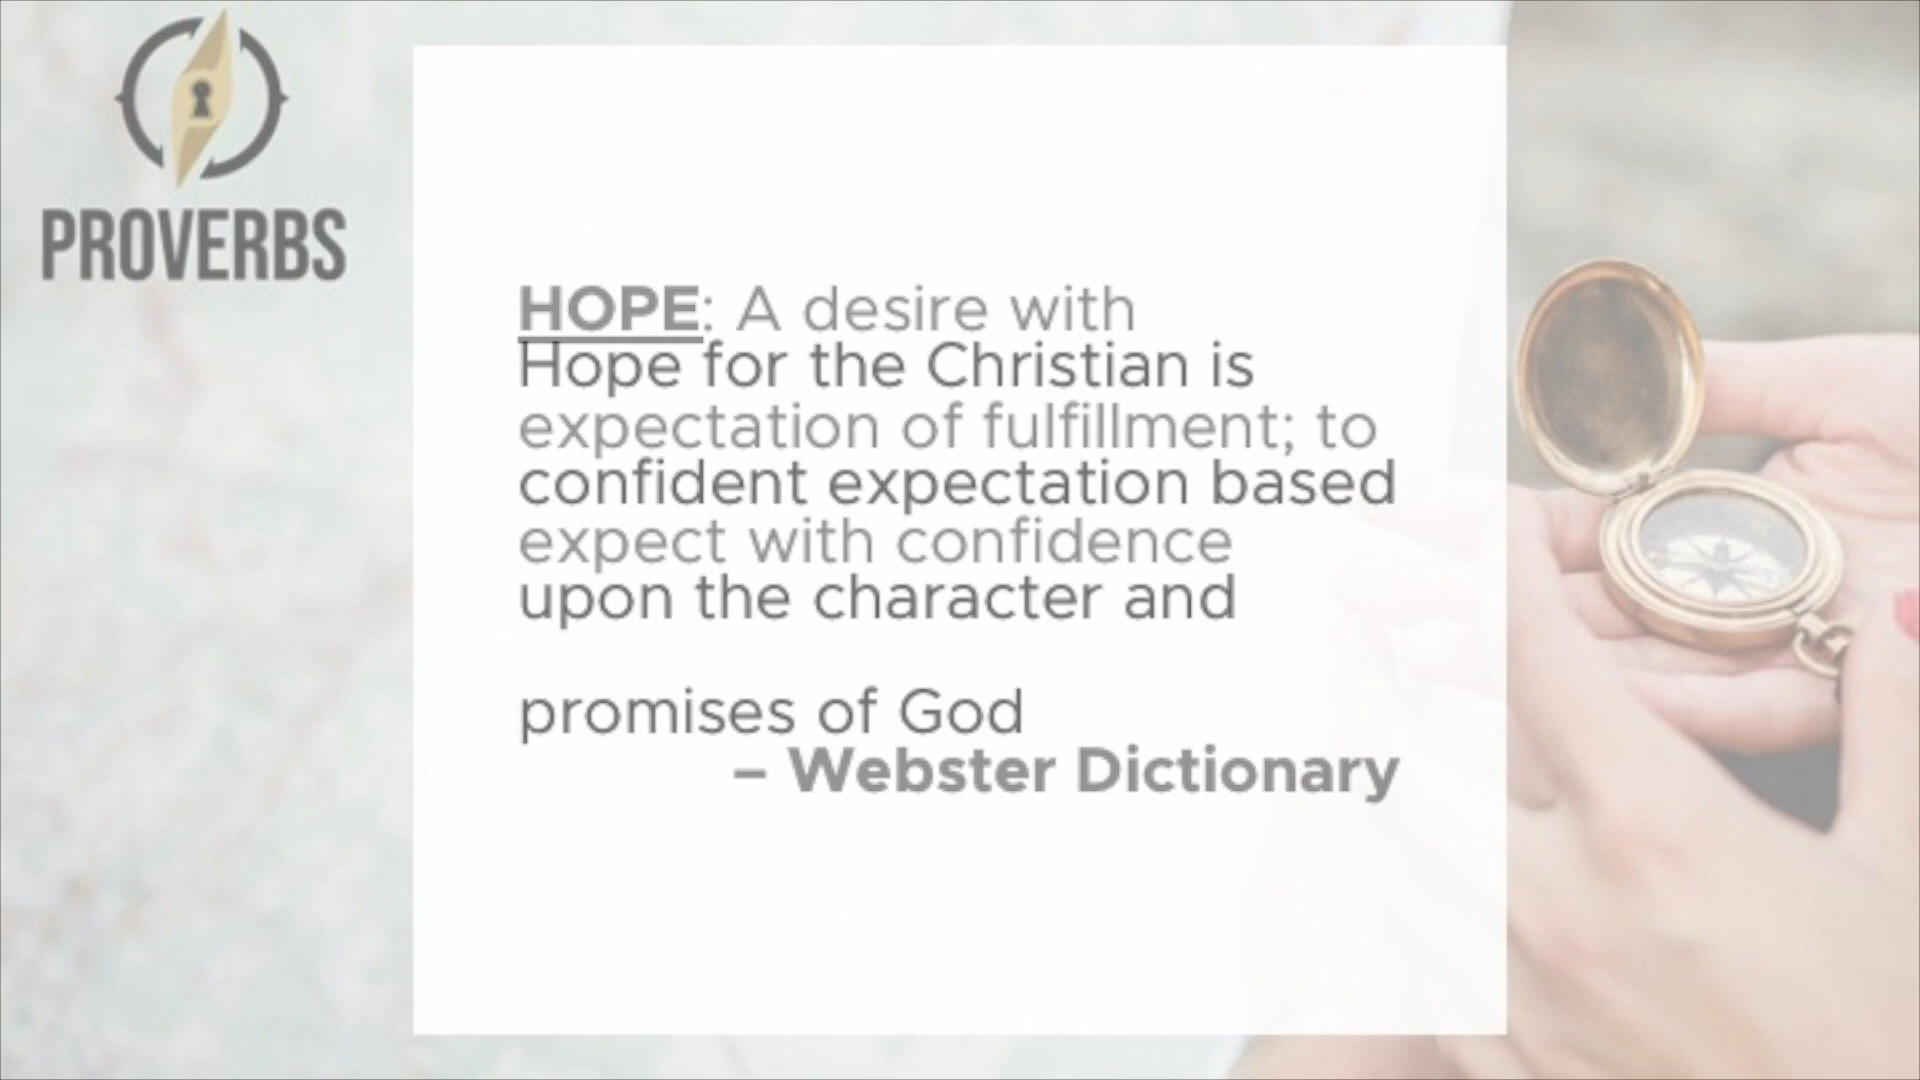 PROVERBS
HOPE: A desire with
Hope for the Christian is
expectation of fulfillment; to
confident expectation based
expect with confidence
upon the character and
promises of God
– Webster Dictionary